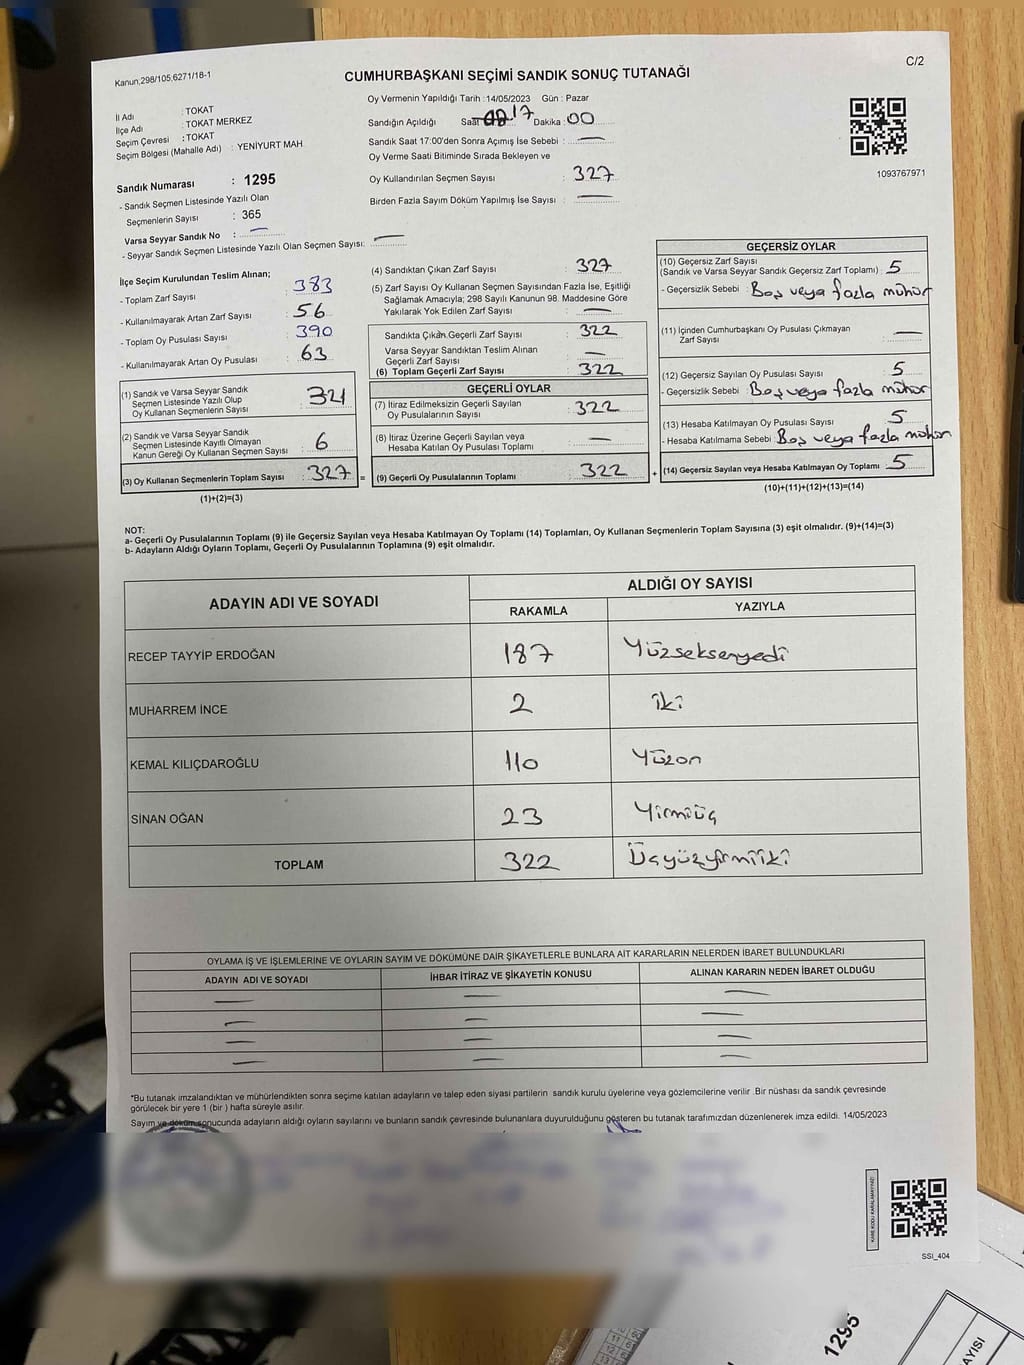 Kanun,298/105,6271/18-1
C/2
CUMHURBAŞKANI SEÇİMİ SANDIK SONUÇ TUTANAĞI
İl Adı : TOKAT
İlçe Adı : TOKAT MERKEZ
Seçim Çevresi : TOKAT
Seçim Bölgesi (Mahalle Adı) : YENİYURT MAH.
Oy Vermenin Yapıldığı Tarih :14/05/2023 Gün : Pazar
Sandığın Açıldığı Saat 17 Dakika : 00
Sandık Saat 17:00'den Sonra Açımış İse Sebebi : —
Oy Verme Saati Bitiminde Sırada Bekleyen ve
Oy Kullandırılan Seçmen Sayısı : 327
Birden Fazla Sayım Döküm Yapılmış İse Sayısı : —
1093767971
Sandık Numarası : 1295
- Sandık Seçmen Listesinde Yazılı Olan
Seçmenlerin Sayısı : 365
Varsa Seyyar Sandık No : —
- Seyyar Sandık Seçmen Listesinde Yazılı Olan Seçmen Sayısı: —
İlçe Seçim Kurulundan Teslim Alınan;
- Toplam Zarf Sayısı : 383
- Kullanılmayarak Artan Zarf Sayısı : 56
- Toplam Oy Pusulası Sayısı : 390
- Kullanılmayarak Artan Oy Pusulası : 63
(1) Sandık ve Varsa Seyyar Sandık
Seçmen Listesinde Yazılı Olup
Oy Kullanan Seçmenlerin Sayısı : 321
(2) Sandık ve Varsa Seyyar Sandık
Seçmen Listesinde Kayıtlı Olmayan
Kanun Gereği Oy Kullanan Seçmen Sayısı : 6
(3) Oy Kullanan Seçmenlerin Toplam Sayısı : 327 =
(1)+(2)=(3)
(4) Sandıktan Çıkan Zarf Sayısı : 327
(5) Zarf Sayısı Oy Kullanan Seçmen Sayısından Fazla İse, Eşitliği
Sağlamak Amacıyla; 298 Sayılı Kanunun 98. Maddesine Göre
Yakılarak Yok Edilen Zarf Sayısı : —
Sandıkta Çıkan Geçerli Zarf Sayısı : 322
Varsa Seyyar Sandıktan Teslim Alınan
Geçerli Zarf Sayısı : —
(6) Toplam Geçerli Zarf Sayısı : 322
GEÇERLİ OYLAR
(7) İtiraz Edilmeksizin Geçerli Sayılan
Oy Pusulalarının Sayısı : 322
(8) İtiraz Üzerine Geçerli Sayılan veya
Hesaba Katılan Oy Pusulası Toplamı : —
(9) Geçerli Oy Pusulalarının Toplamı : 322 +
GEÇERSİZ OYLAR
(10) Geçersiz Zarf Sayısı
(Sandık ve Varsa Seyyar Sandık Geçersiz Zarf Toplamı) : 5
- Geçersizlik Sebebi : Boş veya fazla mühür
(11) İçinden Cumhurbaşkanı Oy Pusulası Çıkmayan
Zarf Sayısı : —
(12) Geçersiz Sayılan Oy Pusulası Sayısı : 5
- Geçersizlik Sebebi : Boş veya fazla mühür
(13) Hesaba Katılmayan Oy Pusulası Sayısı : 5
- Hesaba Katılmama Sebebi : Boş veya fazla mühür
(14) Geçersiz Sayılan veya Hesaba Katılmayan Oy Toplamı : 5
(10)+(11)+(12)+(13)=(14)
NOT:
a- Geçerli Oy Pusulalarının Toplamı (9) ile Geçersiz Sayılan veya Hesaba Katılmayan Oy Toplamı (14) Toplamları, Oy Kullanan Seçmenlerin Toplam Sayısına (3) eşit olmalıdır. (9)+(14)=(3)
b- Adayların Aldığı Oyların Toplamı, Geçerli Oy Pusulalarının Toplamına (9) eşit olmalıdır.
ADAYIN ADI VE SOYADI
ALDIĞI OY SAYISI
RAKAMLA YAZIYLA
RECEP TAYYİP ERDOĞAN 187 Yüzseksenyedi
MUHARREM İNCE 2 iki
KEMAL KILIÇDAROĞLU 110 Yüzon
SİNAN OĞAN 23 Yirmiüç
TOPLAM 322 Üçyüzyirmiiki
OYLAMA İŞ VE İŞLEMLERİNE VE OYLARIN SAYIM VE DÖKÜMÜNE DAİR ŞİKAYETLERLE BUNLARA AİT KARARLARIN NELERDEN İBARET BULUNDUKLARI
ADAYIN ADI VE SOYADI İHBAR İTİRAZ VE ŞİKAYETİN KONUSU ALINAN KARARIN NEDEN İBARET OLDUĞU
— — —
— — —
— — —
— — —
*Bu tutanak imzalandıktan ve mühürlendikten sonra seçime katılan adayların ve talep eden siyasi partilerin sandık kurulu üyelerine veya gözlemcilerine verilir. Bir nüshası da sandık çevresinde
görülecek bir yere 1 (bir ) hafta süreyle asılır.
Sayım ve döküm sonucunda adayların aldığı oyların sayılarını ve bunların sandık çevresinde bulunanlara duyurulduğunu gösteren bu tutanak tarafımızdan düzenlenerek imza edildi. 14/05/2023
KARE KODU KARALAMAYINIZ!
SSİ_404
1295
AYISI